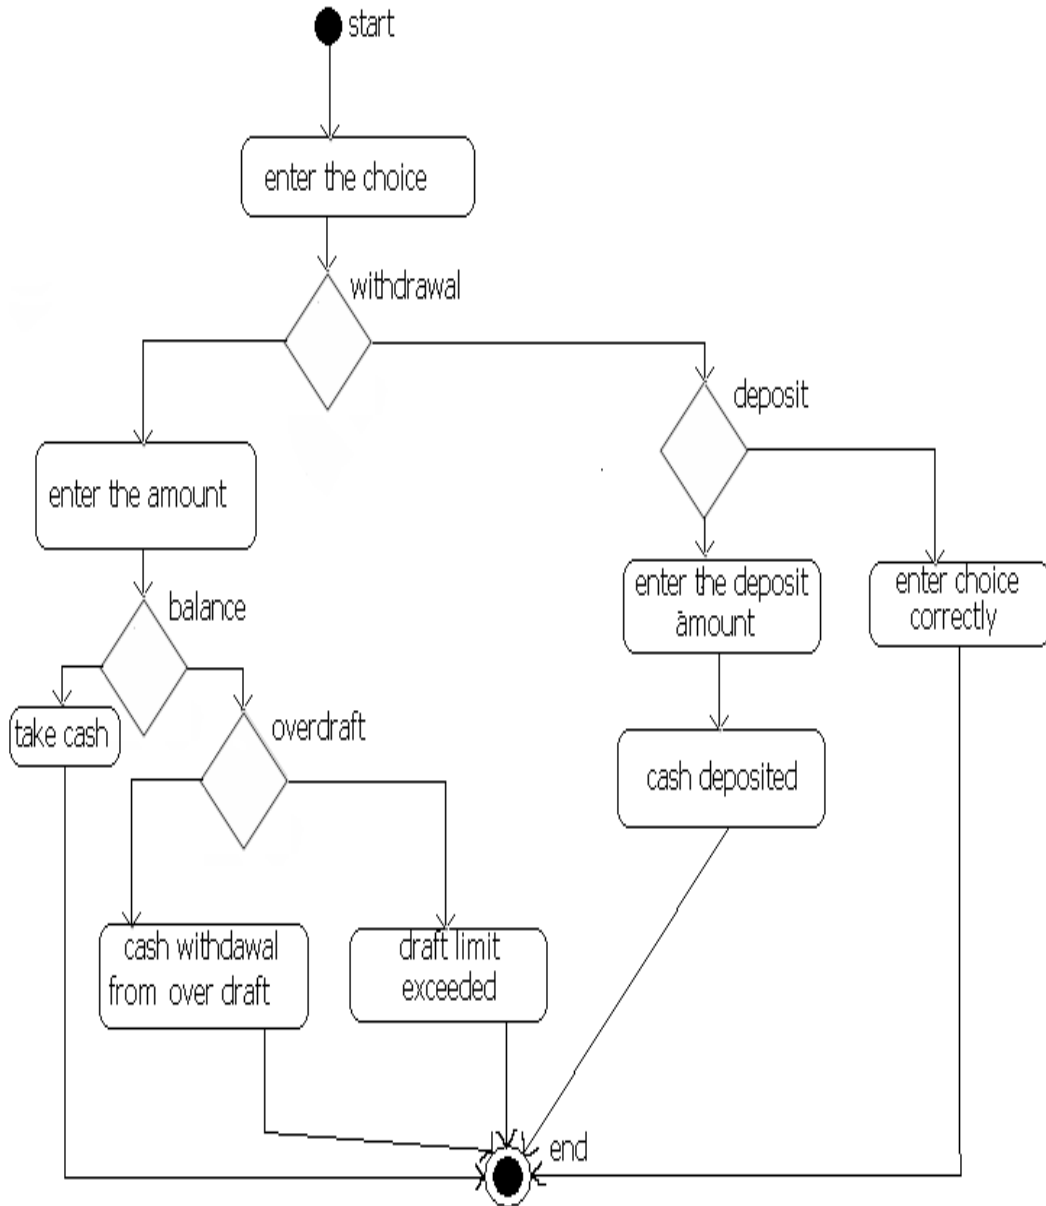 start
enter the choice
withdrawal
deposit
enter the amount
enter the deposit
amount
enter choice
correctly
balance
take cash
overdraft
cash deposited
cash withdawal
from over draft
draft limit
exceeded
end